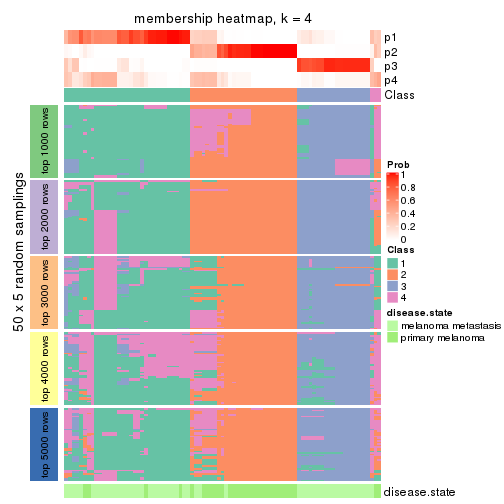 membership heatmap, k = 4
p1
p2
p3
p4
Class
50 x 5 random samplings
top 1000 rows
top 2000 rows
top 3000 rows
top 4000 rows
top 5000 rows
Prob
1
0.8
0.6
0.4
0.2
0
Class
1
2
3
4
disease.state
melanoma metastasis
primary melanoma
disease.state